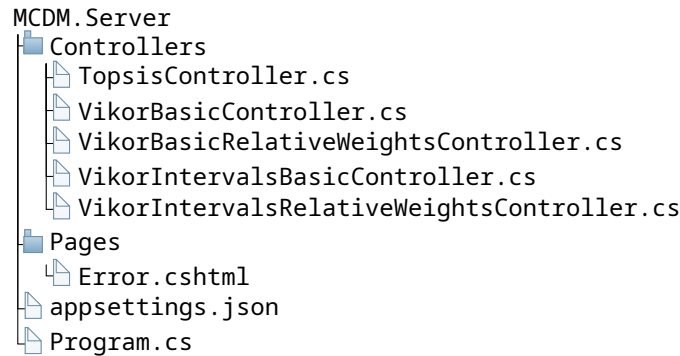 MCDM.Server
Controllers
TopsisController.cs
VikorBasicController.cs
VikorBasicRelativeWeightsController.cs
VikorIntervalsBasicController.cs
VikorIntervalsRelativeWeightsController.cs
Pages
Error.cshtml
appsettings.json
Program.cs